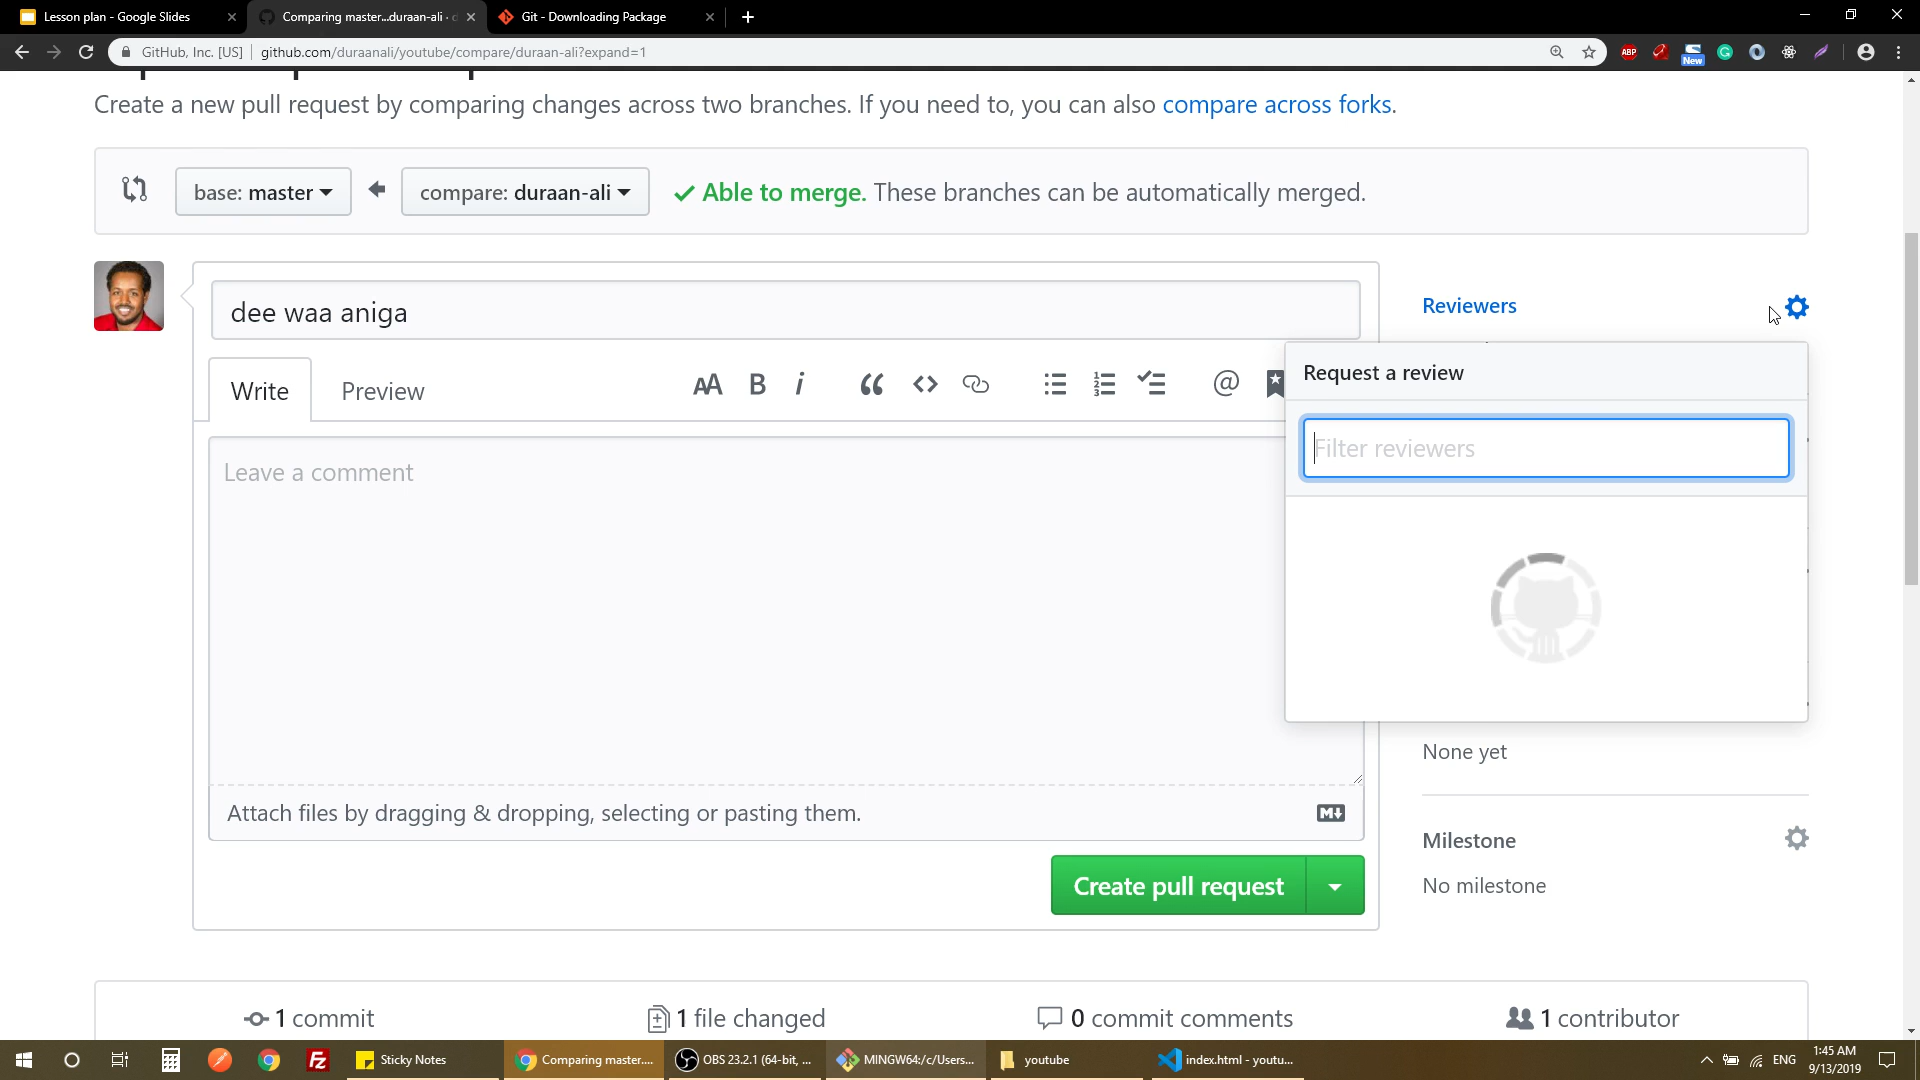 Lesson plan - Google Slides
Comparing master...duraan-ali · d
Git - Downloading Package
GitHub, Inc. [US]
github.com/duraanali/youtube/compare/duraan-ali?expand=1
ABP
New
Create a new pull request by comparing changes across two branches. If you need to, you can also compare across forks.
base: master
compare: duraan-ali
Able to merge. These branches can be automatically merged.
dee waa aniga
Reviewers
Write
Preview
Request a review
Filter reviewers
Leave a comment
None yet
Attach files by dragging & dropping, selecting or pasting them.
Milestone
Create pull request
No milestone
1 commit
1 file changed
0 commit comments
1 contributor
Sticky Notes
Comparing master....
OBS 23.2.1 (64-bit, ...
MINGW64:/c/Users...
youtube
index.html - youtu...
ENG
1:45 AM
9/13/2019